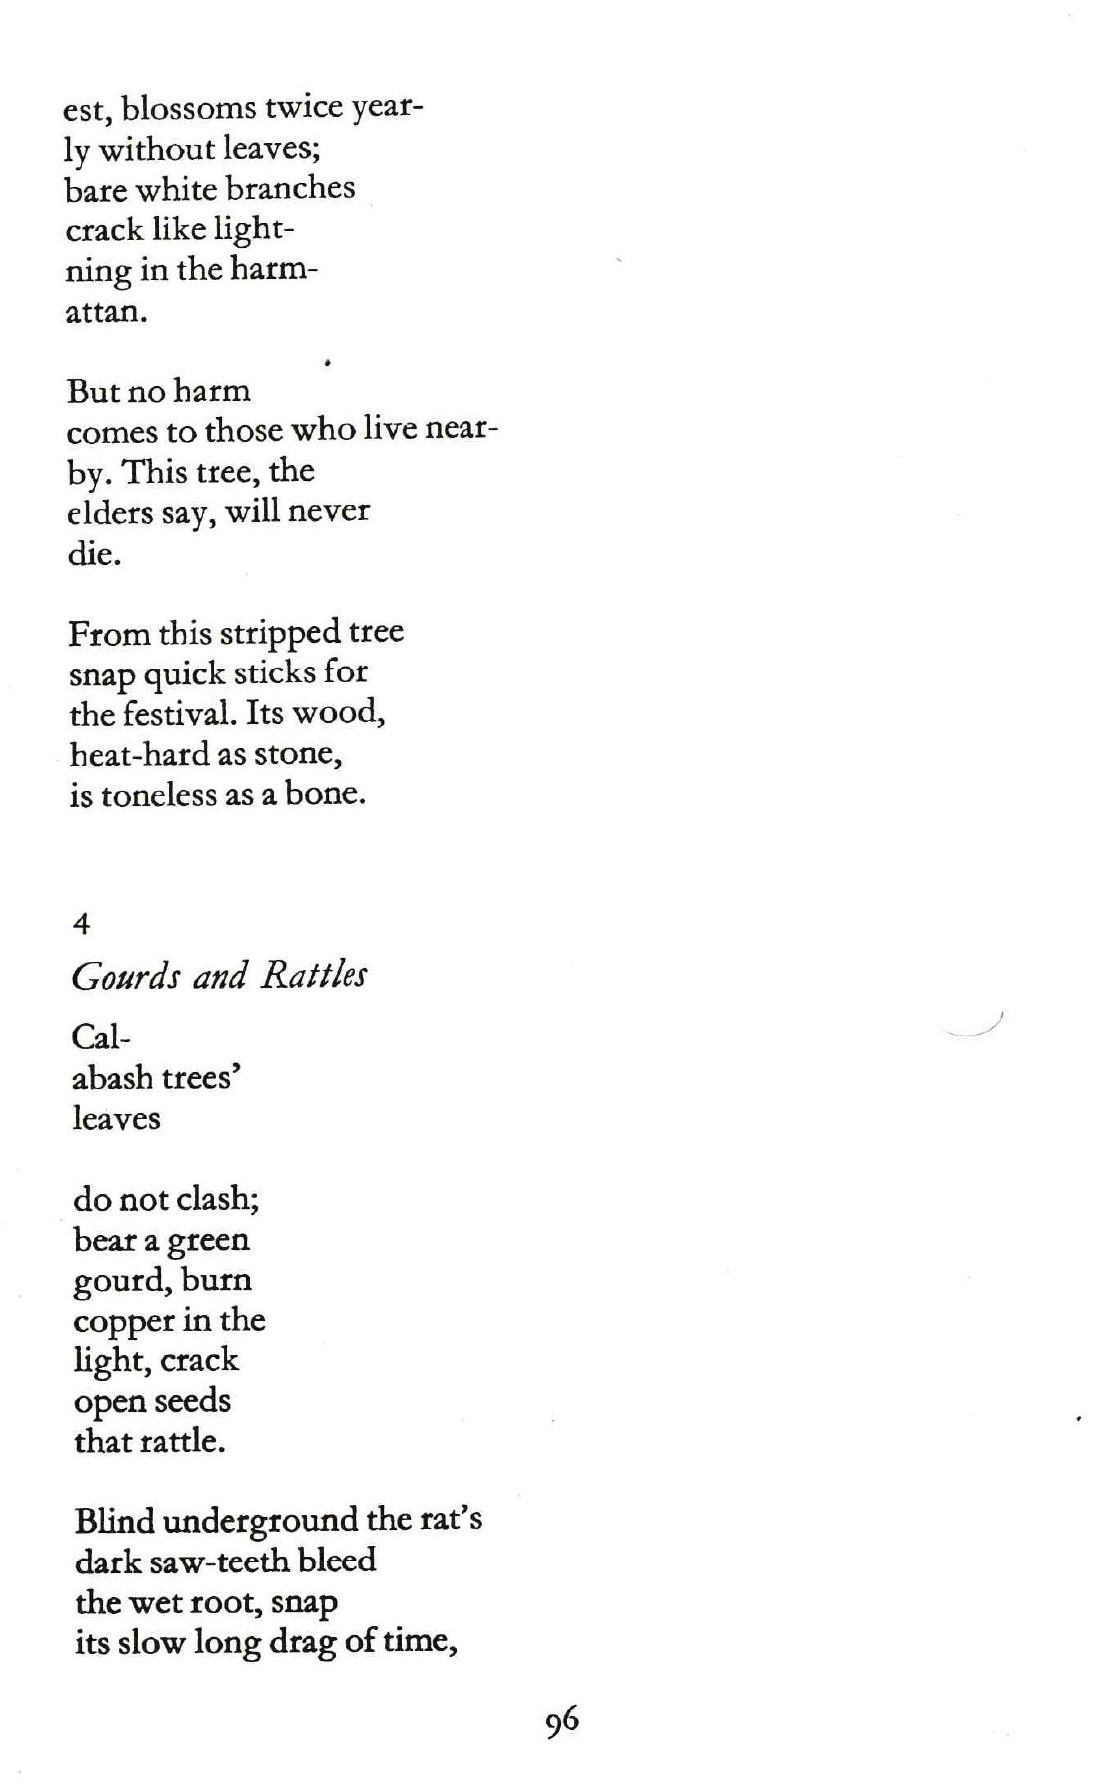 est, blossoms twice year-
ly without leaves;
bare white branches
crack like light-
ning in the harm-
attan.
But no harm
comes to those who live near-
by. This tree, the
elders say, will never
die.
From this stripped tree
snap quick sticks for
the festival. Its wood,
heat-hard as stone,
is toneless as a bone.
4
Gourds and Rattles
Cal-
abash trees’
leaves
do not clash;
bear a green
gourd, burn
copper in the
light, crack
open seeds
that rattle.
Blind underground the rat’s
dark saw-teeth bleed
the wet root, snap
its slow long drag of time,
96